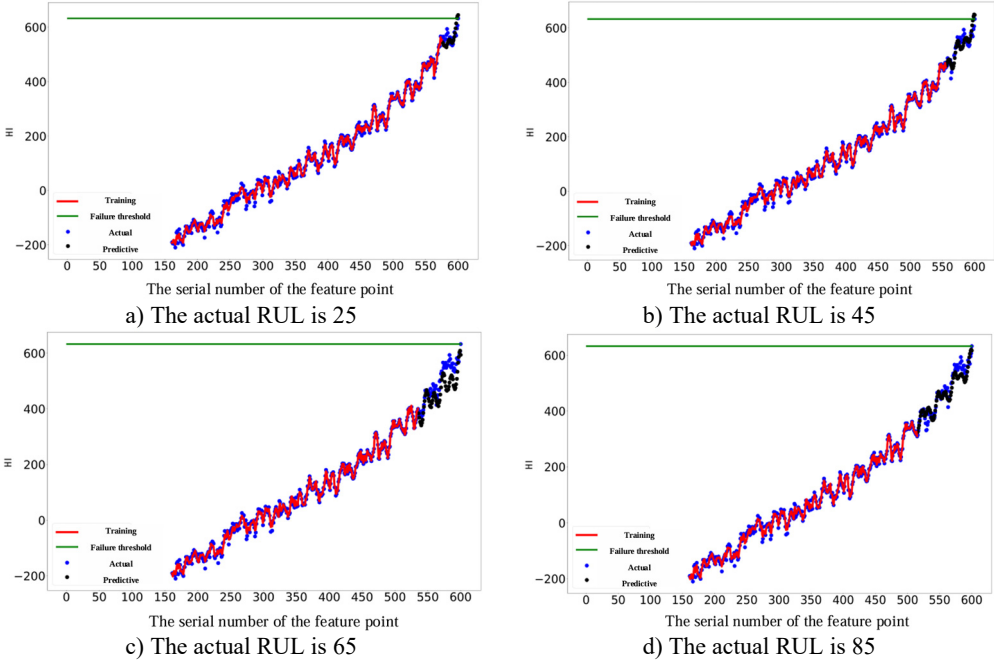 600
400
200
0
−200
HI
Training
Failure threshold
Actual
Predictive
0 50 100 150 200 250 300 350 400 450 500 550 600
The serial number of the feature point
a) The actual RUL is 25
600
400
200
0
−200
HI
Training
Failure threshold
Actual
Predictive
0 50 100 150 200 250 300 350 400 450 500 550 600
The serial number of the feature point
b) The actual RUL is 45
600
400
200
0
−200
HI
Training
Failure threshold
Actual
Predictive
0 50 100 150 200 250 300 350 400 450 500 550 600
The serial number of the feature point
c) The actual RUL is 65
600
400
200
0
−200
HI
Training
Failure threshold
Actual
Predictive
0 50 100 150 200 250 300 350 400 450 500 550 600
The serial number of the feature point
d) The actual RUL is 85